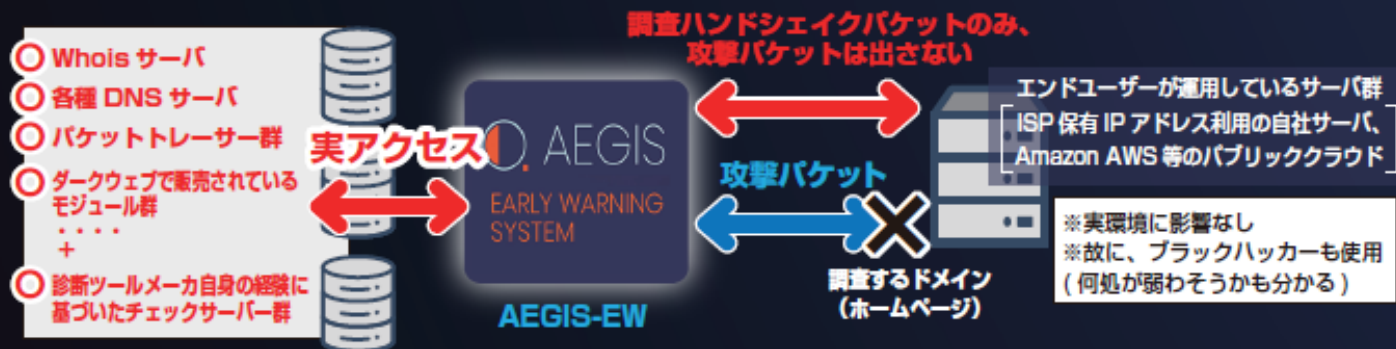 Whois サーバ
各種 DNS サーバ
パケットトレーサー群
ダークウェブで販売されている
モジュール群
・・・・
+
診断ツールメーカ自身の経験に
基づいたチェックサーバー群
実アクセス
AEGIS
EARLY WARNING
SYSTEM
AEGIS-EW
調査ハンドシェイクパケットのみ、
攻撃パケットは出さない
攻撃パケット
調査するドメイン
（ホームページ）
エンドユーザーが運用しているサーバ群
ISP 保有 IP アドレス利用の自社サーバ、
Amazon AWS 等のパブリッククラウド
※実環境に影響なし
※故に、ブラックハッカーも使用
( 何処が弱わそうかも分かる )